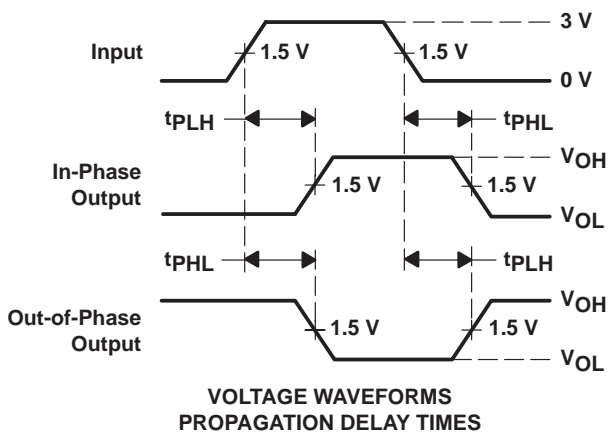 3 V
Input
1.5 V
1.5 V
0 V
tPLH
tPHL
VOH
In-Phase
Output
1.5 V
1.5 V
VOL
tPHL
tPLH
VOH
Out-of-Phase
Output
1.5 V
1.5 V
VOL
VOLTAGE WAVEFORMS
PROPAGATION DELAY TIMES